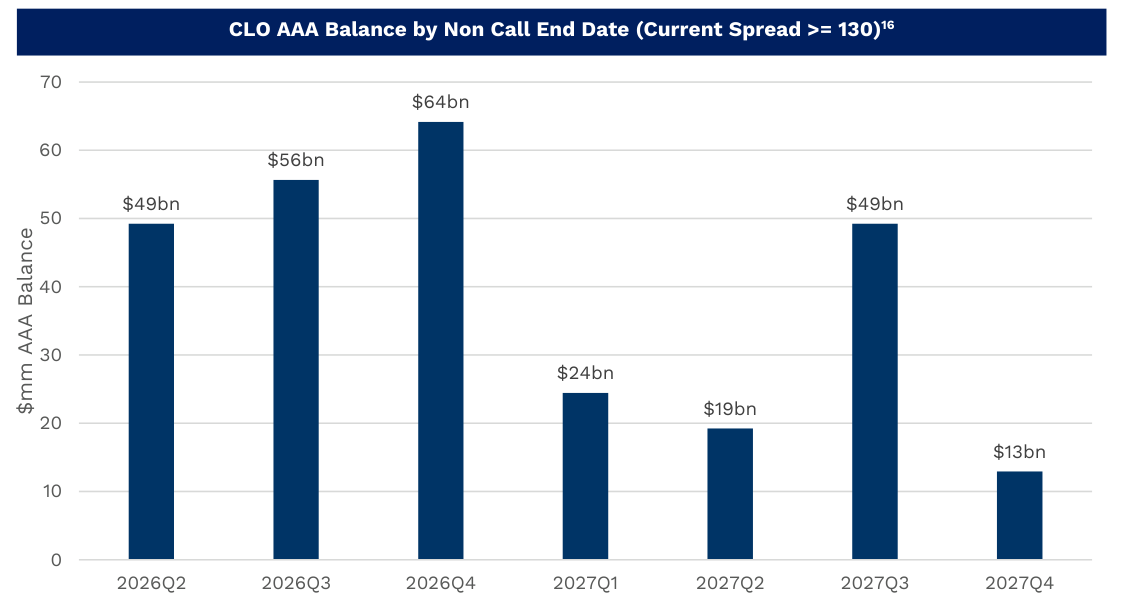 CLO AAA Balance by Non Call End Date (Current Spread >= 130)¹⁶
$mm AAA Balance
70
60
50
40
30
20
10
0
$49bn
$56bn
$64bn
$24bn
$19bn
$49bn
$13bn
2026Q2
2026Q3
2026Q4
2027Q1
2027Q2
2027Q3
2027Q4